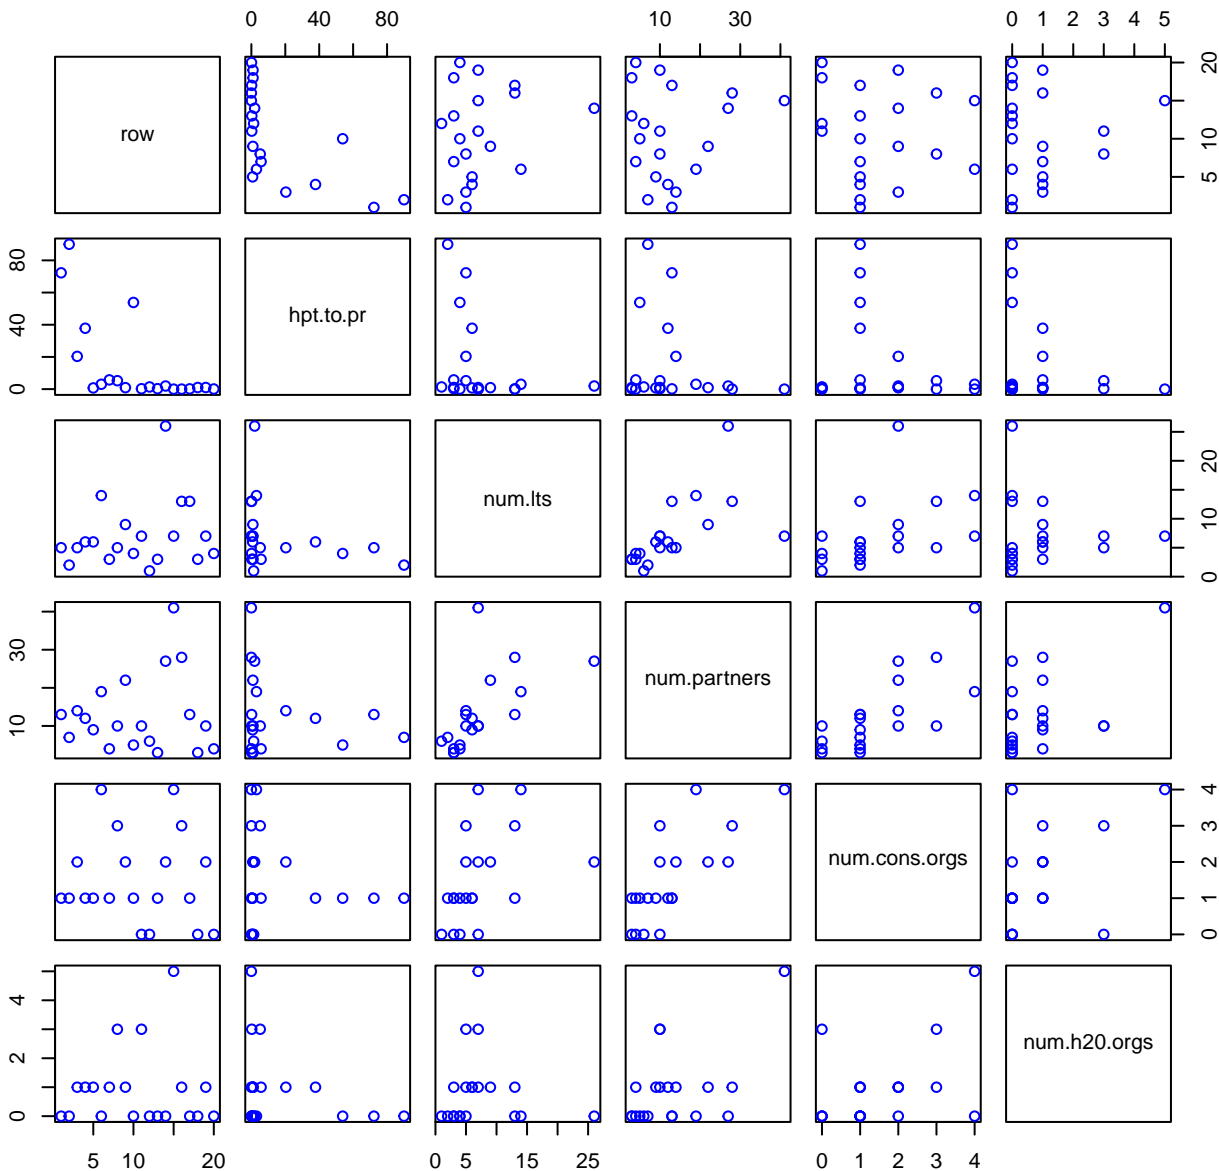 0 40 80 10 30 0 1 2 3 4 5
row 5 10 20
0 40 80 hpt.to.pr
num.lts 0 10 20
10 30 num.partners
num.cons.orgs 0 1 2 3 4
0 2 4 num.h20.orgs
5 10 20 0 5 15 25 0 1 2 3 4